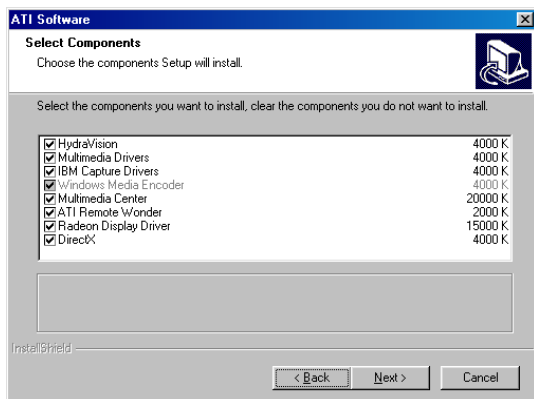 ATI Software
Select Components
Choose the components Setup will install.
Select the components you want to install, clear the components you do not want to install.
HydraVision 4000 K
Multimedia Drivers 4000 K
IBM Capture Drivers 4000 K
Windows Media Encoder 4000 K
Multimedia Center 20000 K
ATI Remote Wonder 2000 K
Radeon Display Driver 15000 K
DirectX 4000 K
InstallShield
< Back Next > Cancel